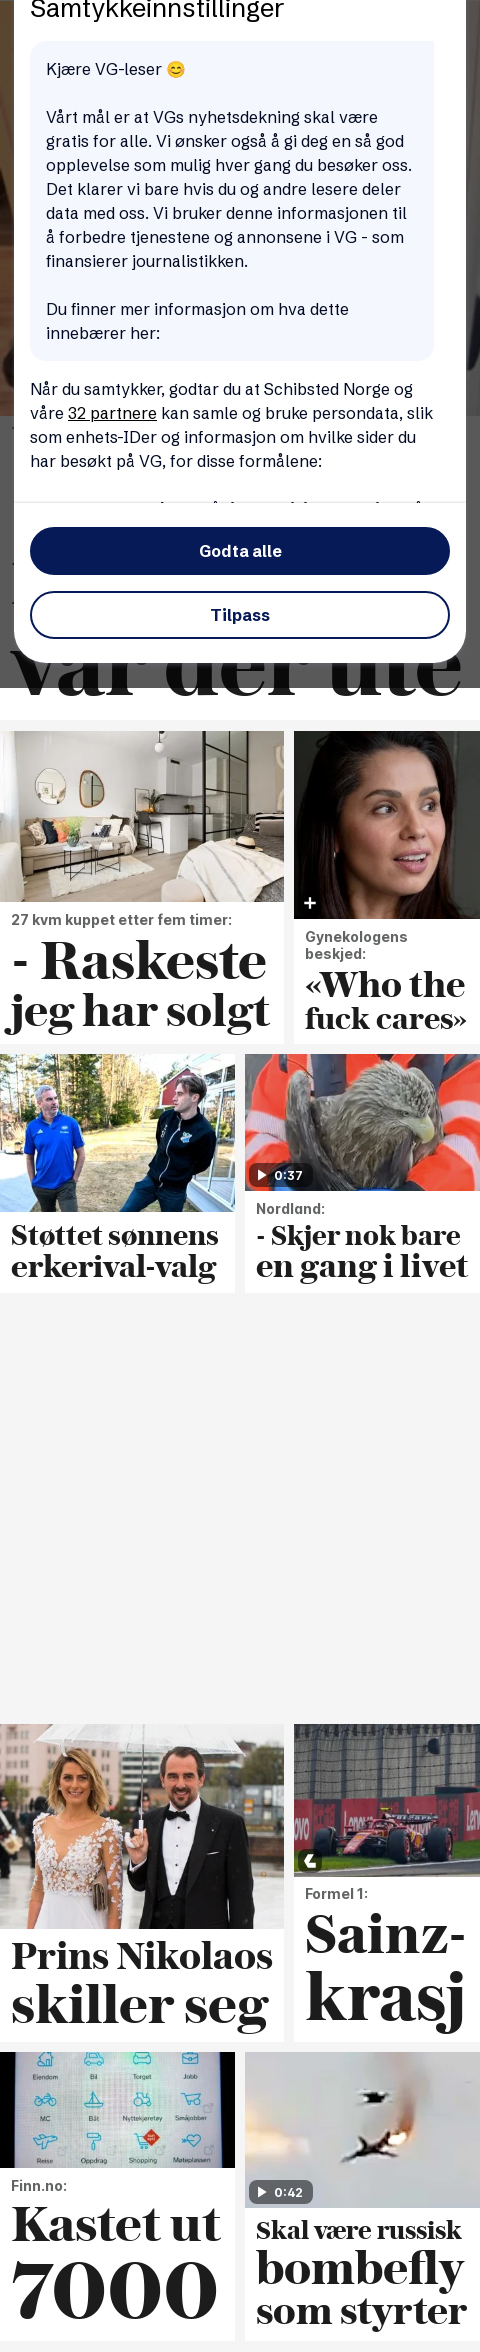 Samtykkeinnstillinger
Kjære VG-leser 😊
Vårt mål er at VGs nyhetsdekning skal være
gratis for alle. Vi ønsker også å gi deg en så god
opplevelse som mulig hver gang du besøker oss.
Det klarer vi bare hvis du og andre lesere deler
data med oss. Vi bruker denne informasjonen til
å forbedre tjenestene og annonsene i VG - som
finansierer journalistikken.
Du finner mer informasjon om hva dette
innebærer her:
Når du samtykker, godtar du at Schibsted Norge og
våre 32 partnere kan samle og bruke persondata, slik
som enhets-IDer og informasjon om hvilke sider du
har besøkt på VG, for disse formålene:
Godta alle
Tilpass
var der ute
27 kvm kuppet etter fem timer:
- Raskeste
jeg har solgt
Gynekologens
beskjed:
«Who the
fuck cares»
Støttet sønnens
erkerival-valg
0:37
Nordland:
- Skjer nok bare
en gang i livet
Prins Nikolaos
skiller seg
Lenovo
Formel 1:
Sainz-
krasj
Eiendom Bil Torget Jobb
MC Båt Nyttekjøretøy Småjobber
Reise Oppdrag Shopping Møteplassen
Finn.no:
Kastet ut
7000
0:42
Skal være russisk
bombefly
som styrter